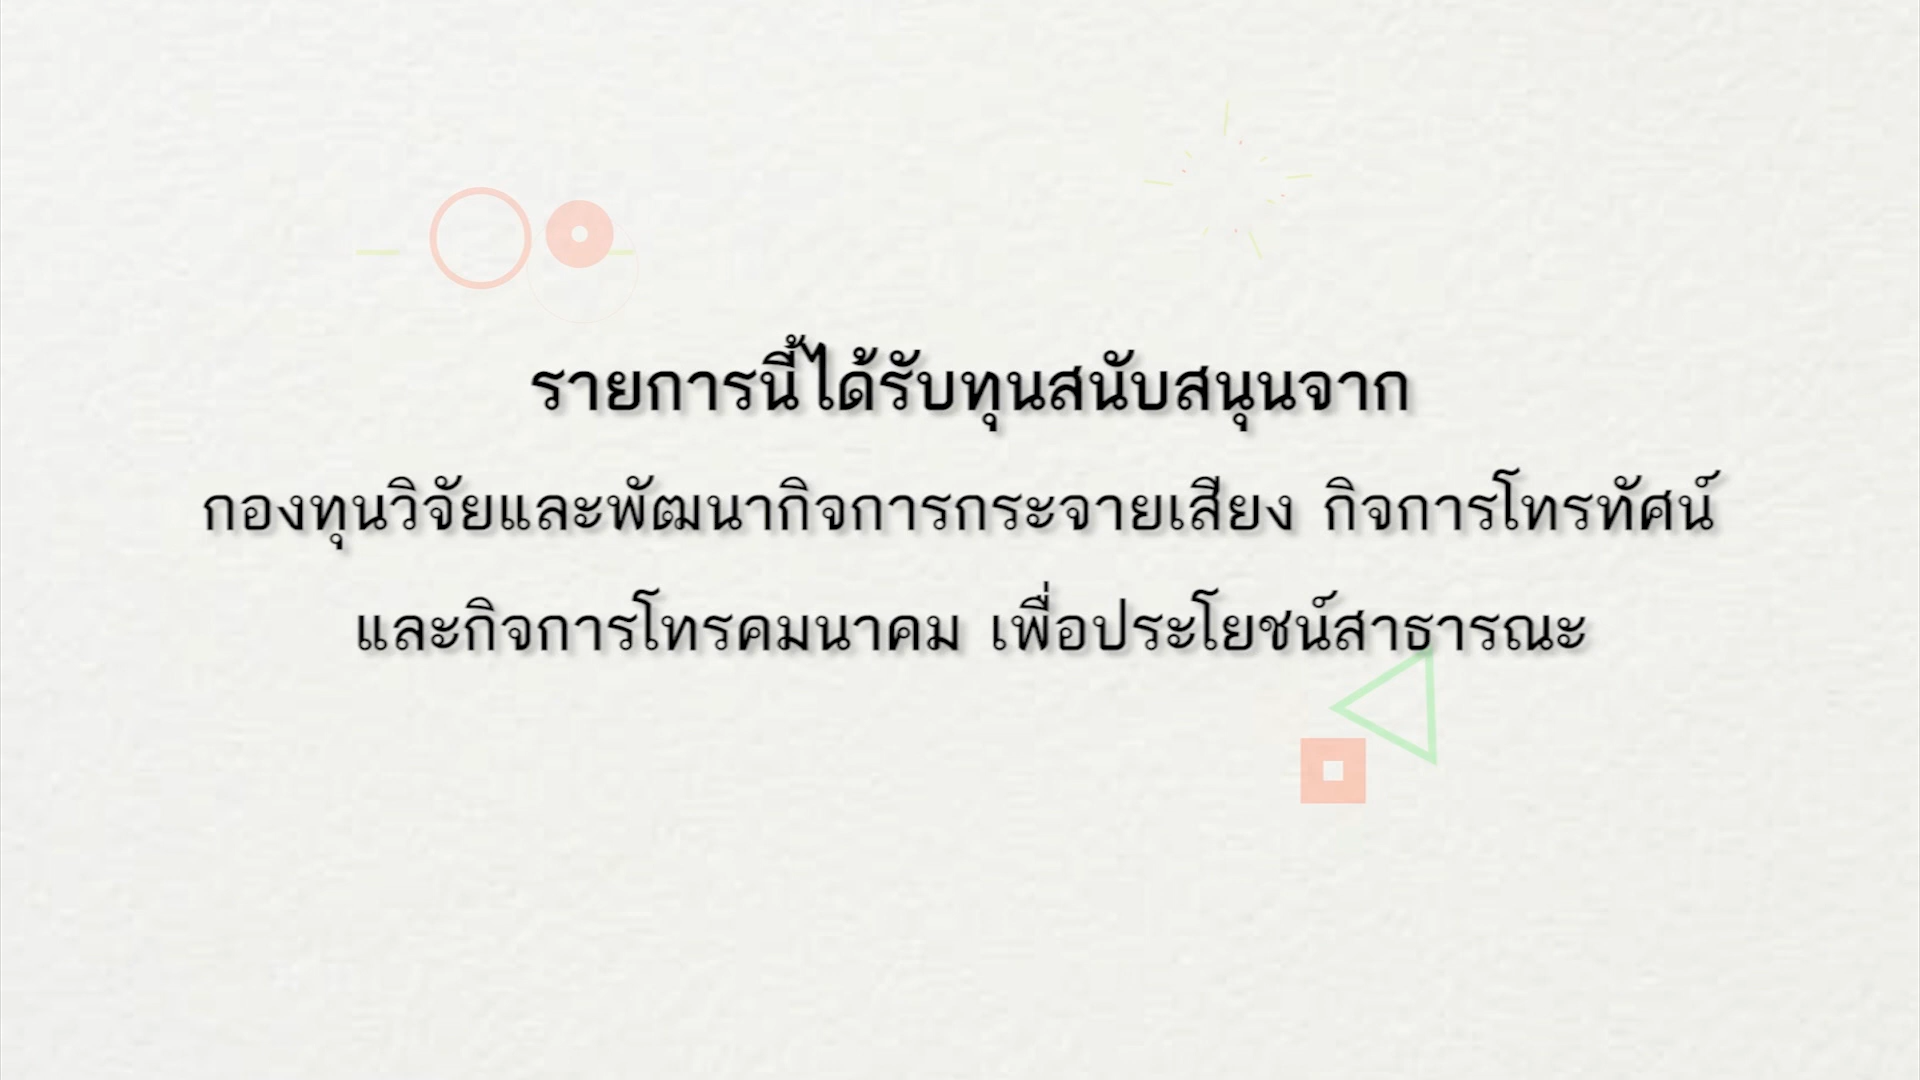 รายการนี้ได้รับทุนสนับสนุนจาก
กองทุนวิจัยและพัฒนากิจการกระจายเสียง กิจการโทรทัศน์
และกิจการโทรคมนาคม เพื่อประโยชน์สาธารณะ